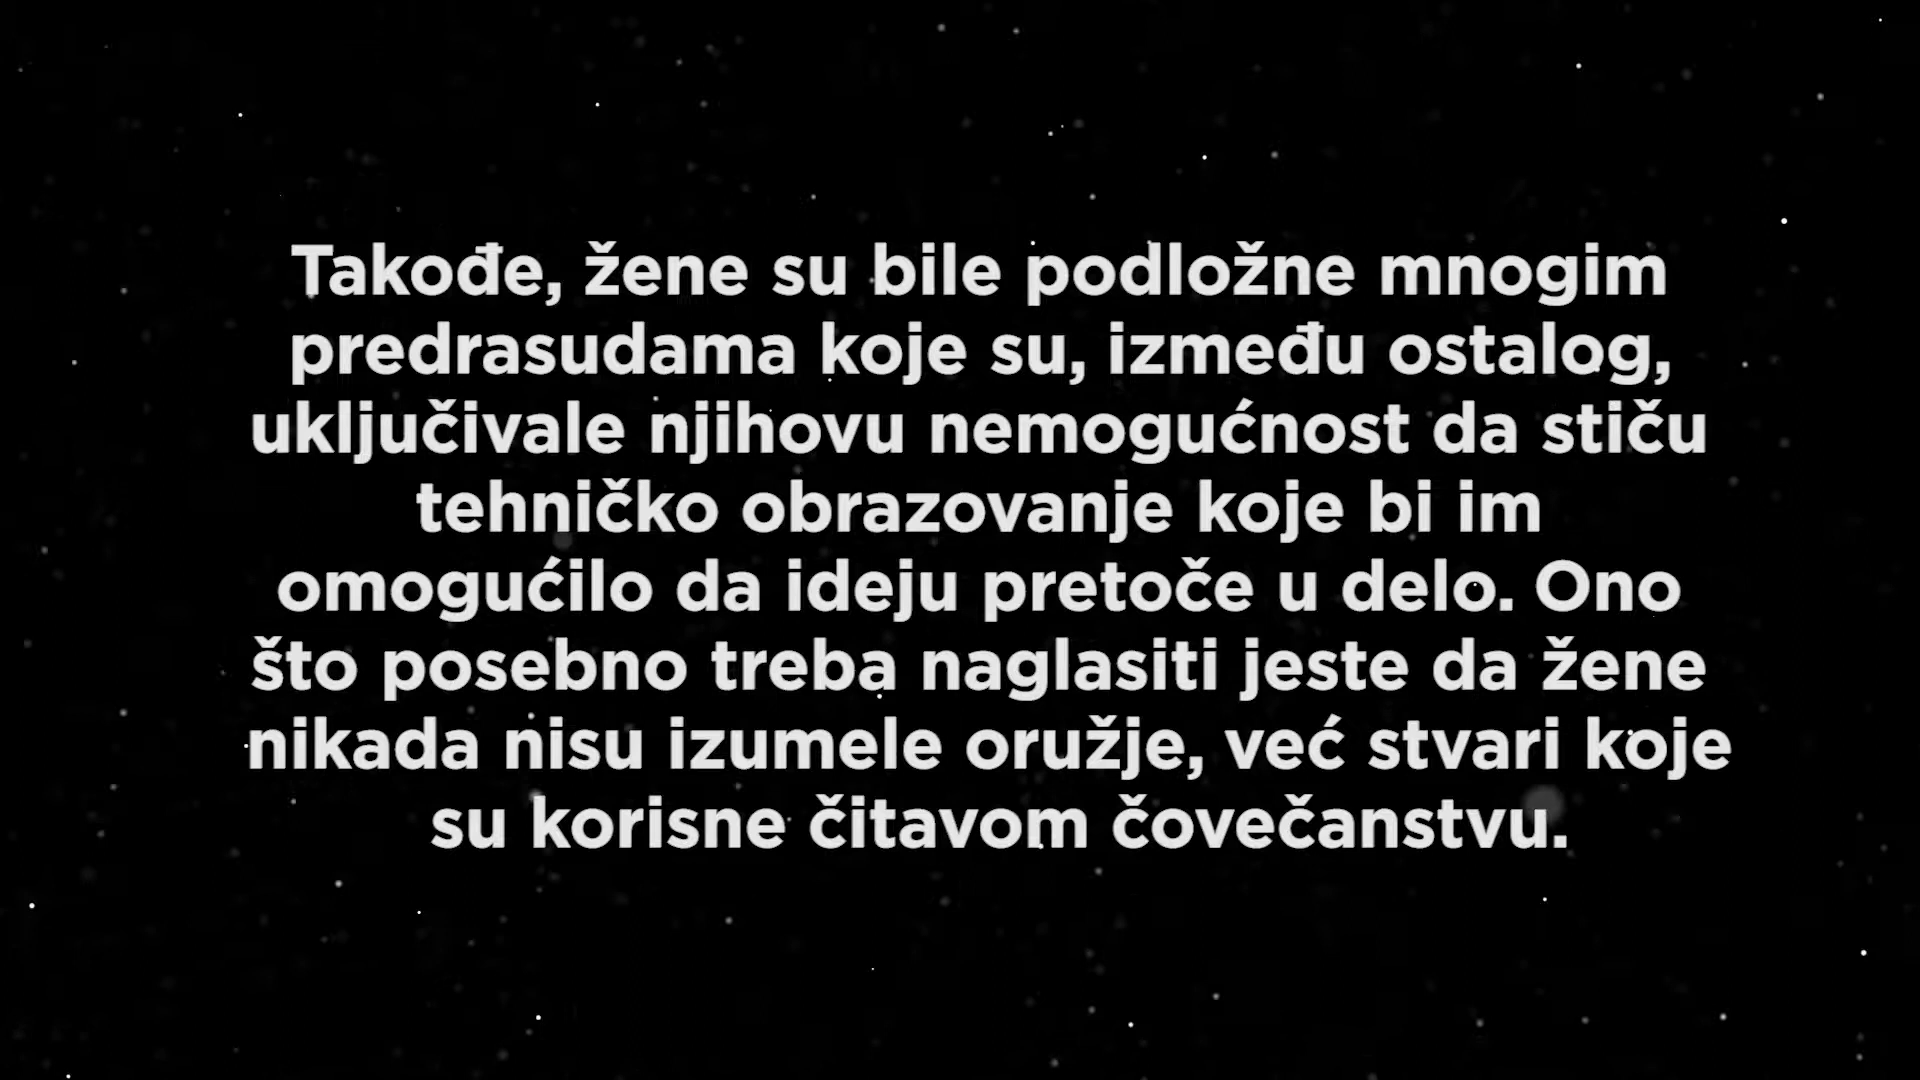 Takođe, žene su bile podložne mnogim
predrasudama koje su, između ostalog,
uključivale njihovu nemogućnost da stiču
tehničko obrazovanje koje bi im
omogućilo da ideju pretoče u delo. Ono
što posebno treba naglasiti jeste da žene
nikada nisu izumele oružje, već stvari koje
su korisne čitavom čovečanstvu.